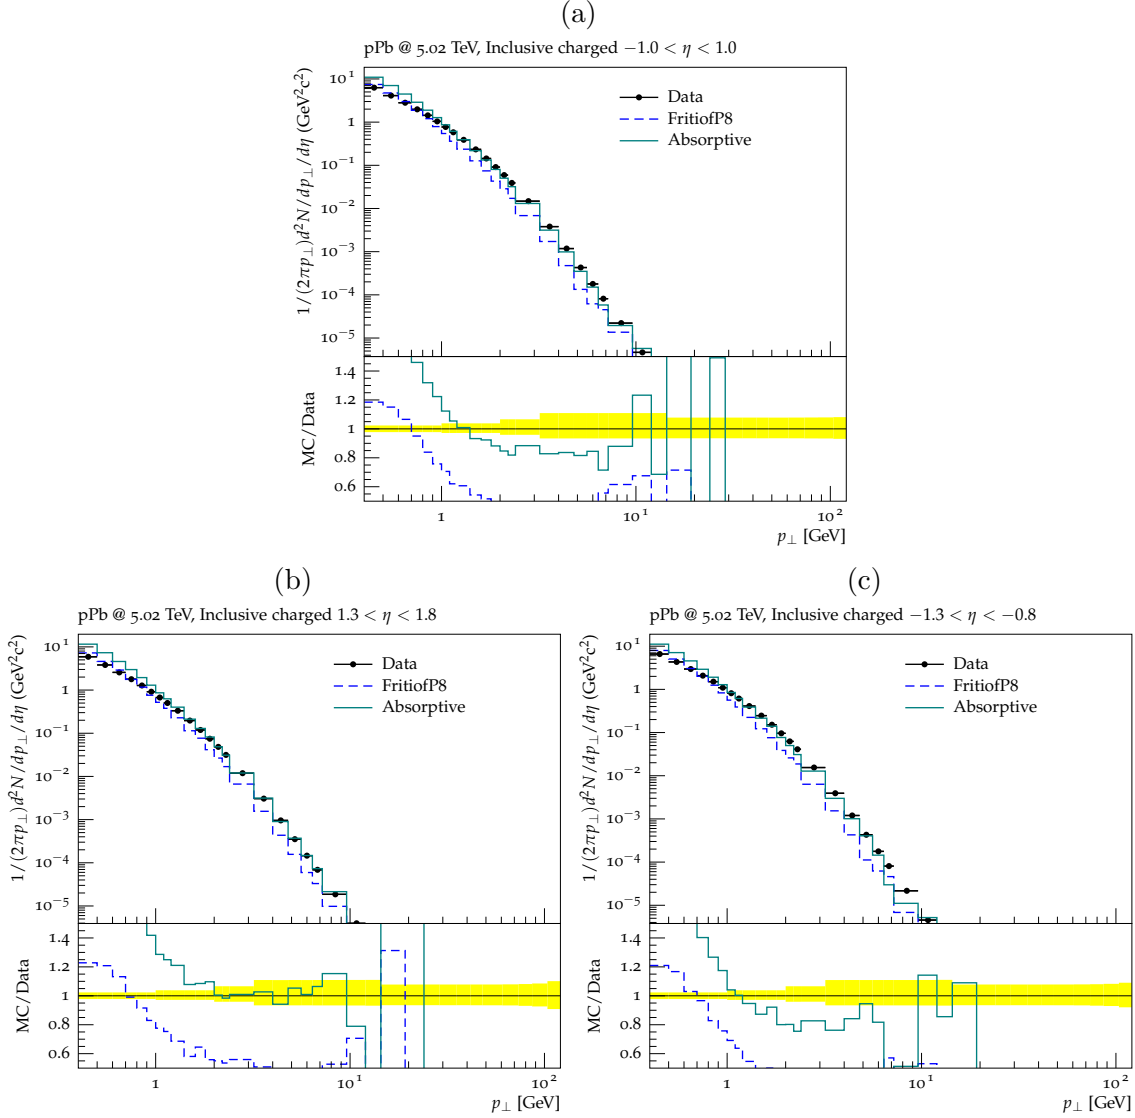 (a)
pPb @ 5.02 TeV, Inclusive charged −1.0 < η < 1.0
Data
FritiofP8
Absorptive
10¹
1
10⁻¹
10⁻²
10⁻³
10⁻⁴
10⁻⁵
1/(2πp⊥)d²N/dp⊥/dη (GeV²c²)
1.4
1.2
1
0.8
0.6
MC/Data
1
10¹
10²
p⊥ [GeV]
(b)
pPb @ 5.02 TeV, Inclusive charged 1.3 < η < 1.8
Data
FritiofP8
Absorptive
10¹
1
10⁻¹
10⁻²
10⁻³
10⁻⁴
10⁻⁵
1/(2πp⊥)d²N/dp⊥/dη (GeV²c²)
1.4
1.2
1
0.8
0.6
MC/Data
1
10¹
10²
p⊥ [GeV]
(c)
pPb @ 5.02 TeV, Inclusive charged −1.3 < η < −0.8
Data
FritiofP8
Absorptive
10¹
1
10⁻¹
10⁻²
10⁻³
10⁻⁴
10⁻⁵
1/(2πp⊥)d²N/dp⊥/dη (GeV²c²)
1.4
1.2
1
0.8
0.6
MC/Data
1
10¹
10²
p⊥ [GeV]